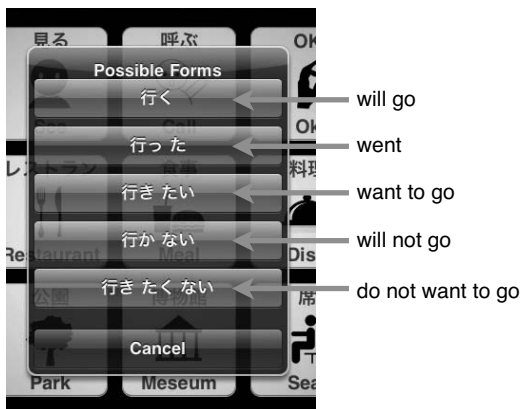 見る 呼ぶ OK
Possible Forms
行く will go
See Call OK
行った went
レストラン 食事 料理
行き たい want to go
行か ない will not go
Restaurant Meal Dis
行き たく ない do not want to go
公園 博物館 席
Cancel
Park Meseum Sea